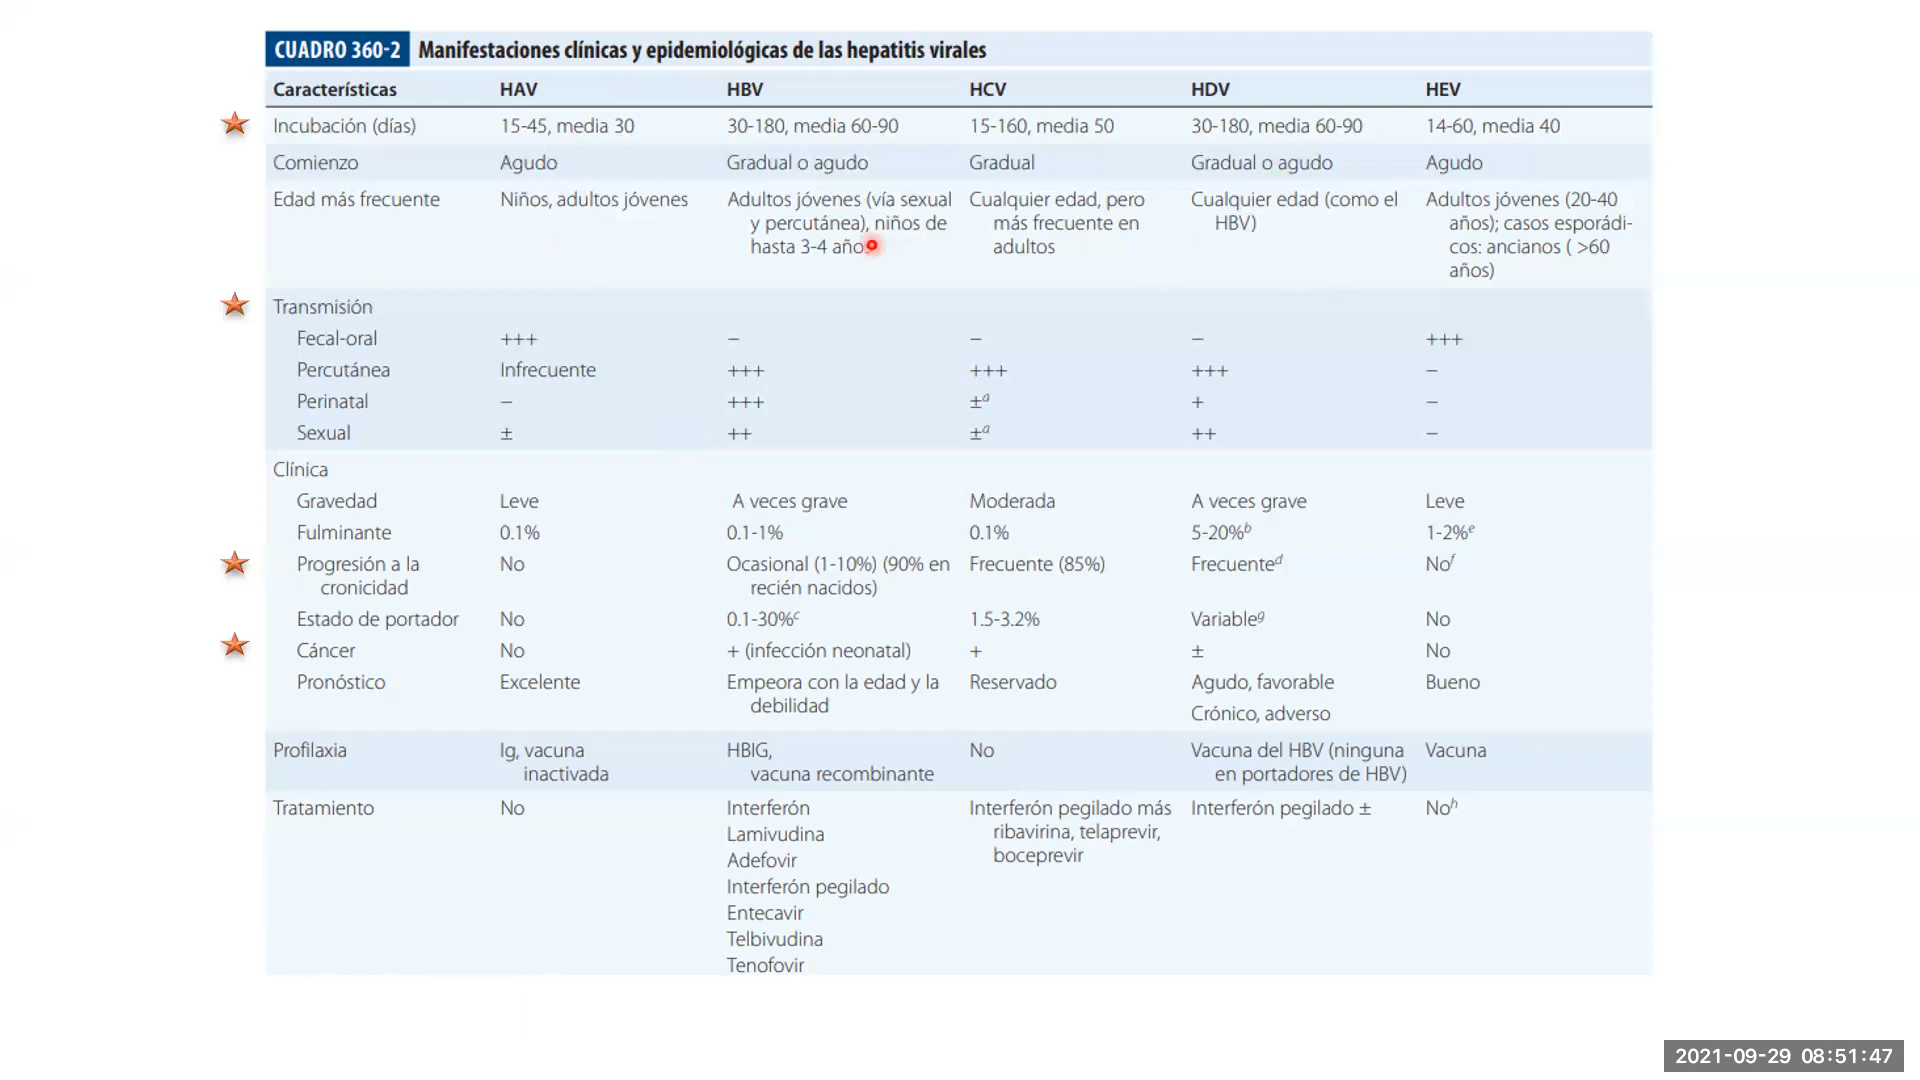 CUADRO 360-2 Manifestaciones clínicas y epidemiológicas de las hepatitis virales
Características HAV HBV HCV HDV HEV
Incubación (días) 15-45, media 30 30-180, media 60-90 15-160, media 50 30-180, media 60-90 14-60, media 40
Comienzo Agudo Gradual o agudo Gradual Gradual o agudo Agudo
Edad más frecuente Niños, adultos jóvenes Adultos jóvenes (vía sexual Cualquier edad, pero Cualquier edad (como el Adultos jóvenes (20-40
y percutánea), niños de más frecuente en HBV) años); casos esporádi-
hasta 3-4 año adultos cos: ancianos ( >60
años)
Transmisión
Fecal-oral +++ – – – +++
Percutánea Infrecuente +++ +++ +++ –
Perinatal – +++ ±a + –
Sexual ± ++ ±a ++ –
Clínica
Gravedad Leve A veces grave Moderada A veces grave Leve
Fulminante 0.1% 0.1-1% 0.1% 5-20%b 1-2%e
Progresión a la No Ocasional (1-10%) (90% en Frecuente (85%) Frecuented Nof
cronicidad recién nacidos)
Estado de portador No 0.1-30%c 1.5-3.2% Variableg No
Cáncer No + (infección neonatal) + ± No
Pronóstico Excelente Empeora con la edad y la Reservado Agudo, favorable Bueno
debilidad Crónico, adverso
Profilaxia Ig, vacuna HBIG, No Vacuna del HBV (ninguna Vacuna
inactivada vacuna recombinante en portadores de HBV)
Tratamiento No Interferón Interferón pegilado más Interferón pegilado ± Noh
Lamivudina ribavirina, telaprevir,
Adefovir boceprevir
Interferón pegilado
Entecavir
Telbivudina
Tenofovir
2021-09-29 08:51:47